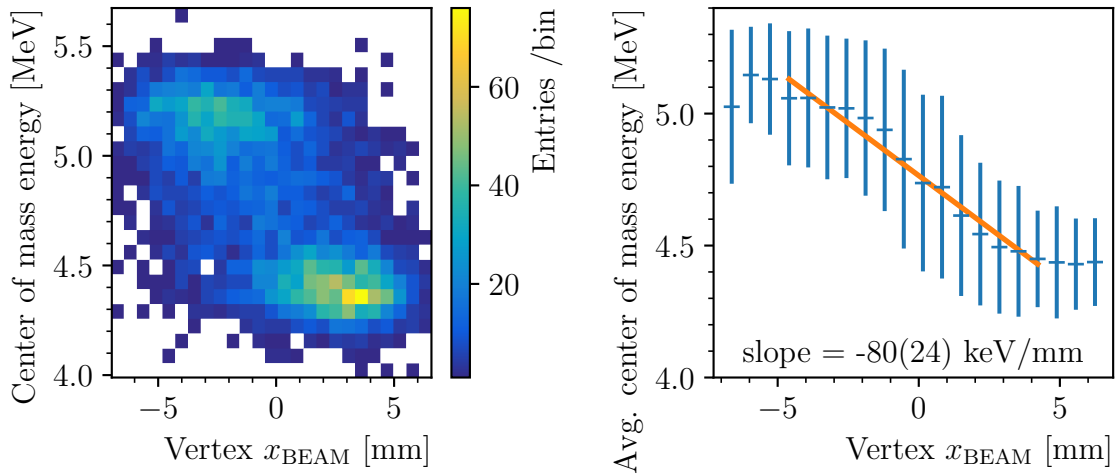 Center of mass energy [MeV]
5.5
5.0
4.5
4.0
−5
0
5
Vertex x_BEAM [mm]
Entries /bin
60
40
20
Avg. center of mass energy [MeV]
5.0
4.5
4.0
slope = -80(24) keV/mm
−5
0
5
Vertex x_BEAM [mm]